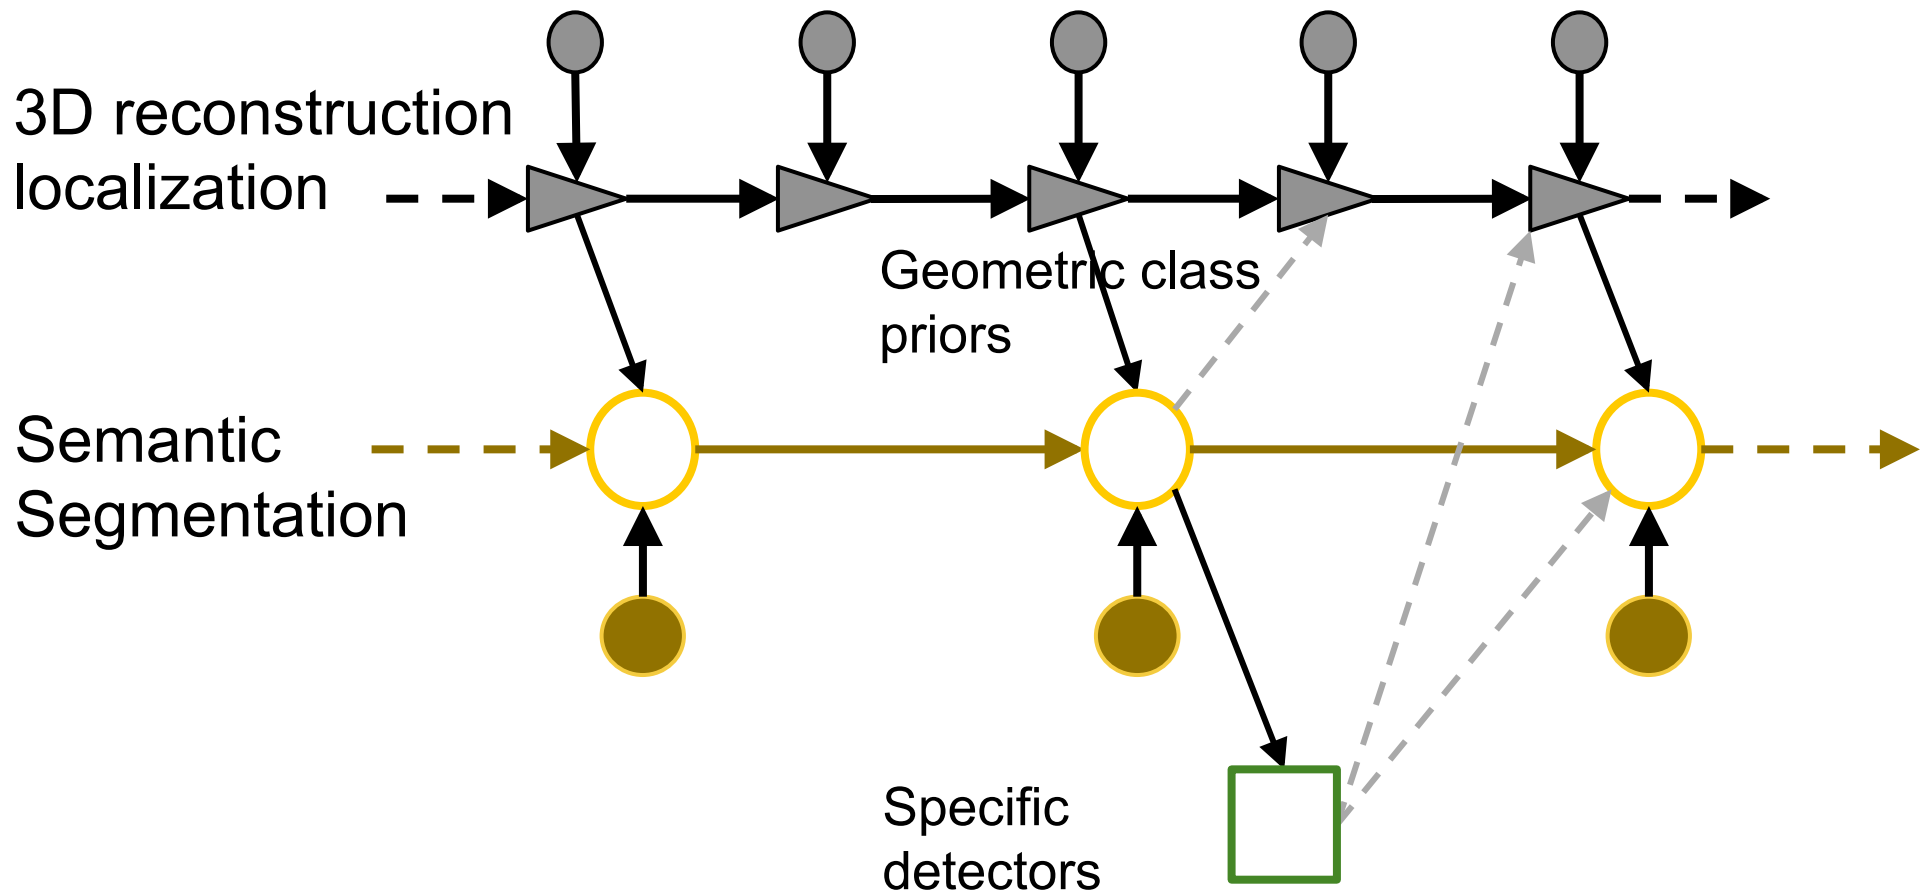 3D reconstruction
localization
Geometric class
priors
Semantic
Segmentation
Specific
detectors